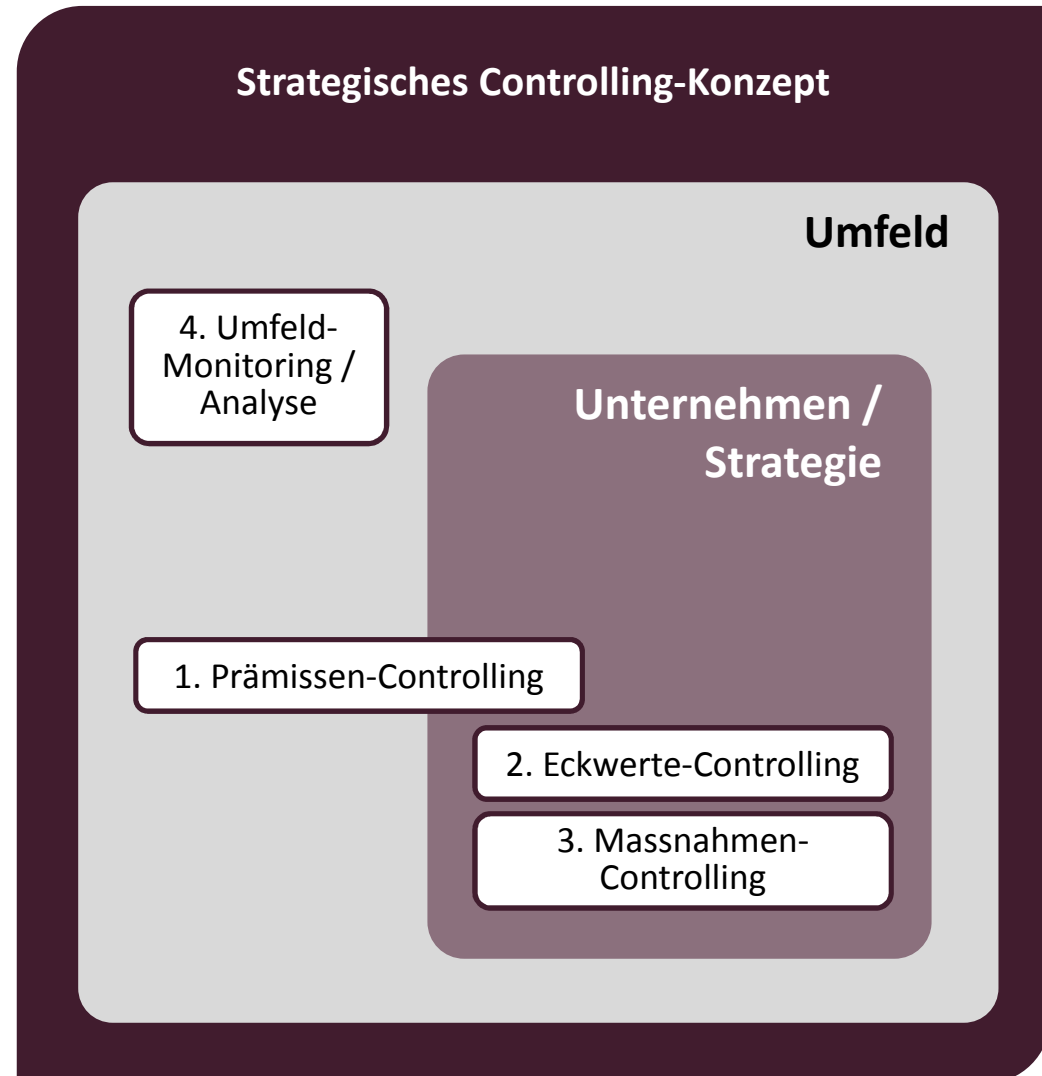 Strategisches Controlling-Konzept
Umfeld
4. Umfeld-
Monitoring /
Analyse
Unternehmen /
Strategie
1. Prämissen-Controlling
2. Eckwerte-Controlling
3. Massnahmen-
Controlling